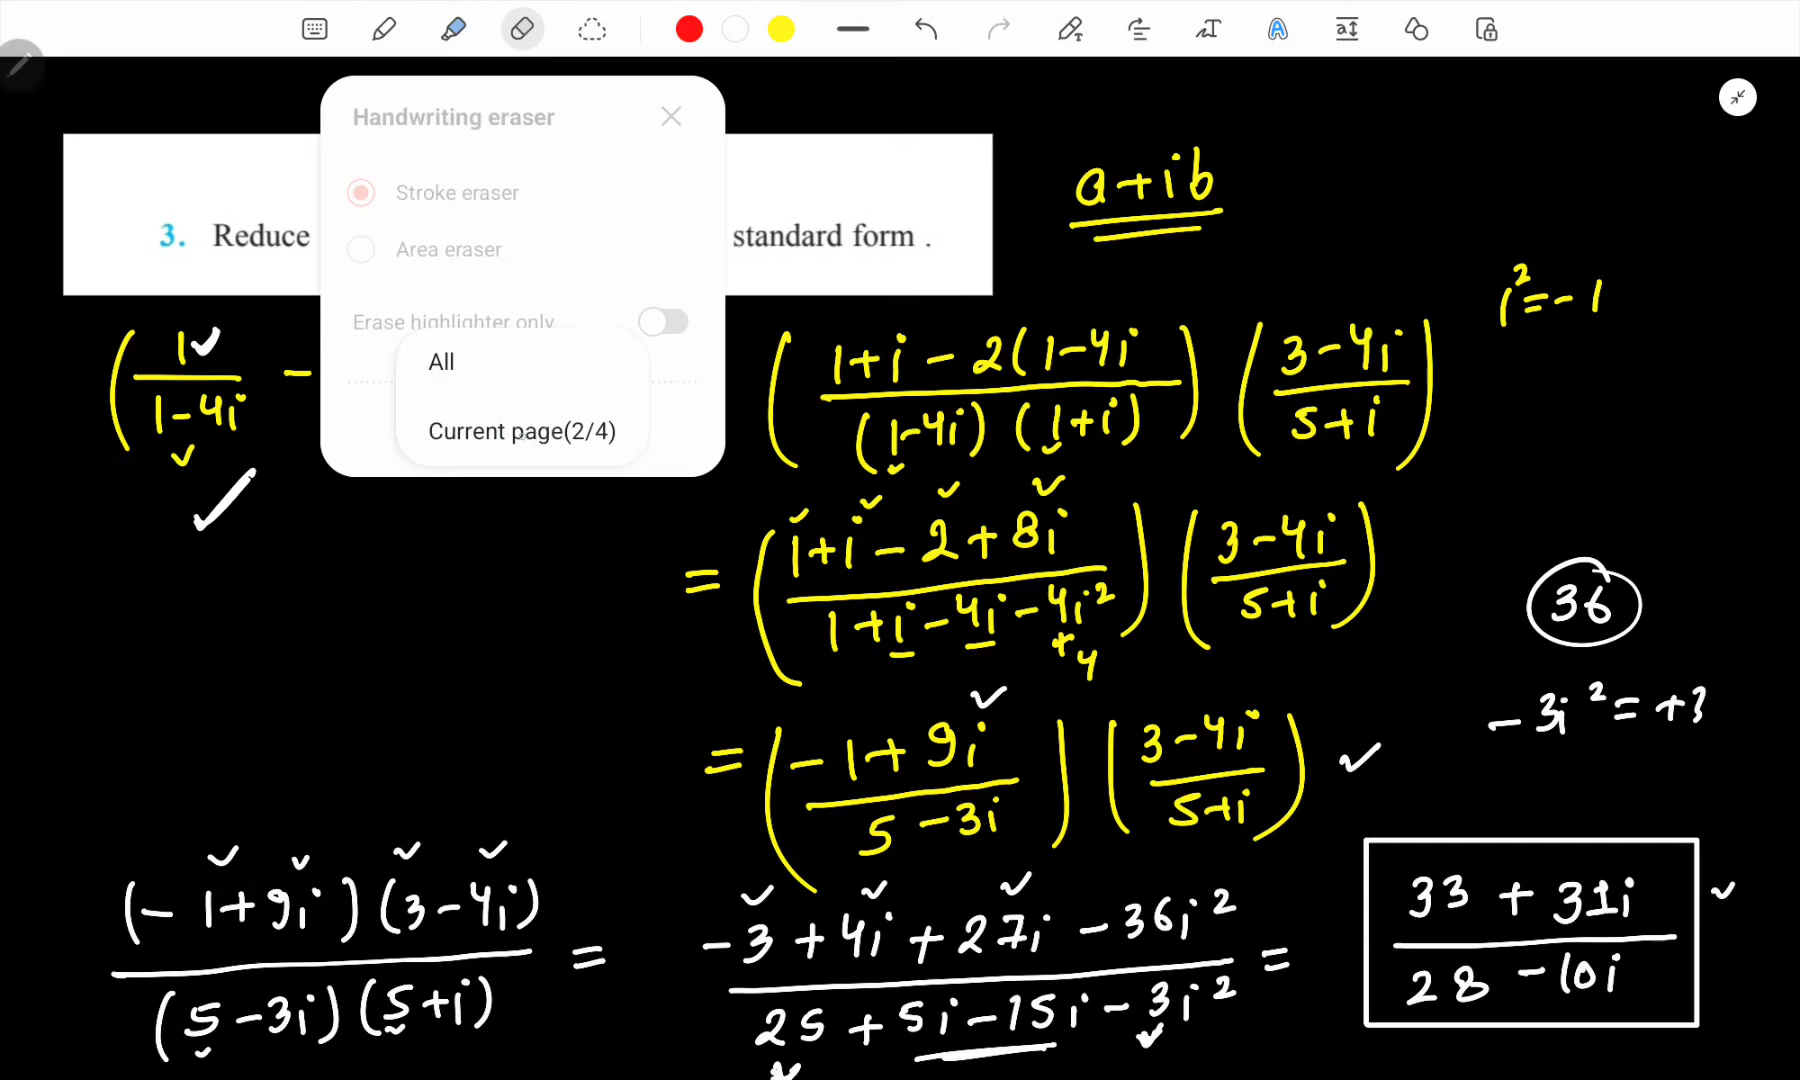 Handwriting eraser
Stroke eraser
Area eraser
Erase highlighter only
All
Current page(2/4)
3. Reduce standard form .
a+ib
i²=-1
(1/1-4i - (1+i-2(1-4i/(1-4i)(1+i)) (3-4i/5+i)
= (1+i-2+8i/1+i-4i-4i²) (3-4i/5+i)
+4
36
-3i²=+3
= (-1+9i/5-3i) (3-4i/5+i)
(-1+9i)(3-4i)/(5-3i)(5+i) = -3+4i+27i-36i²/25+5i-15i-3i² = 33+31i/28-10i